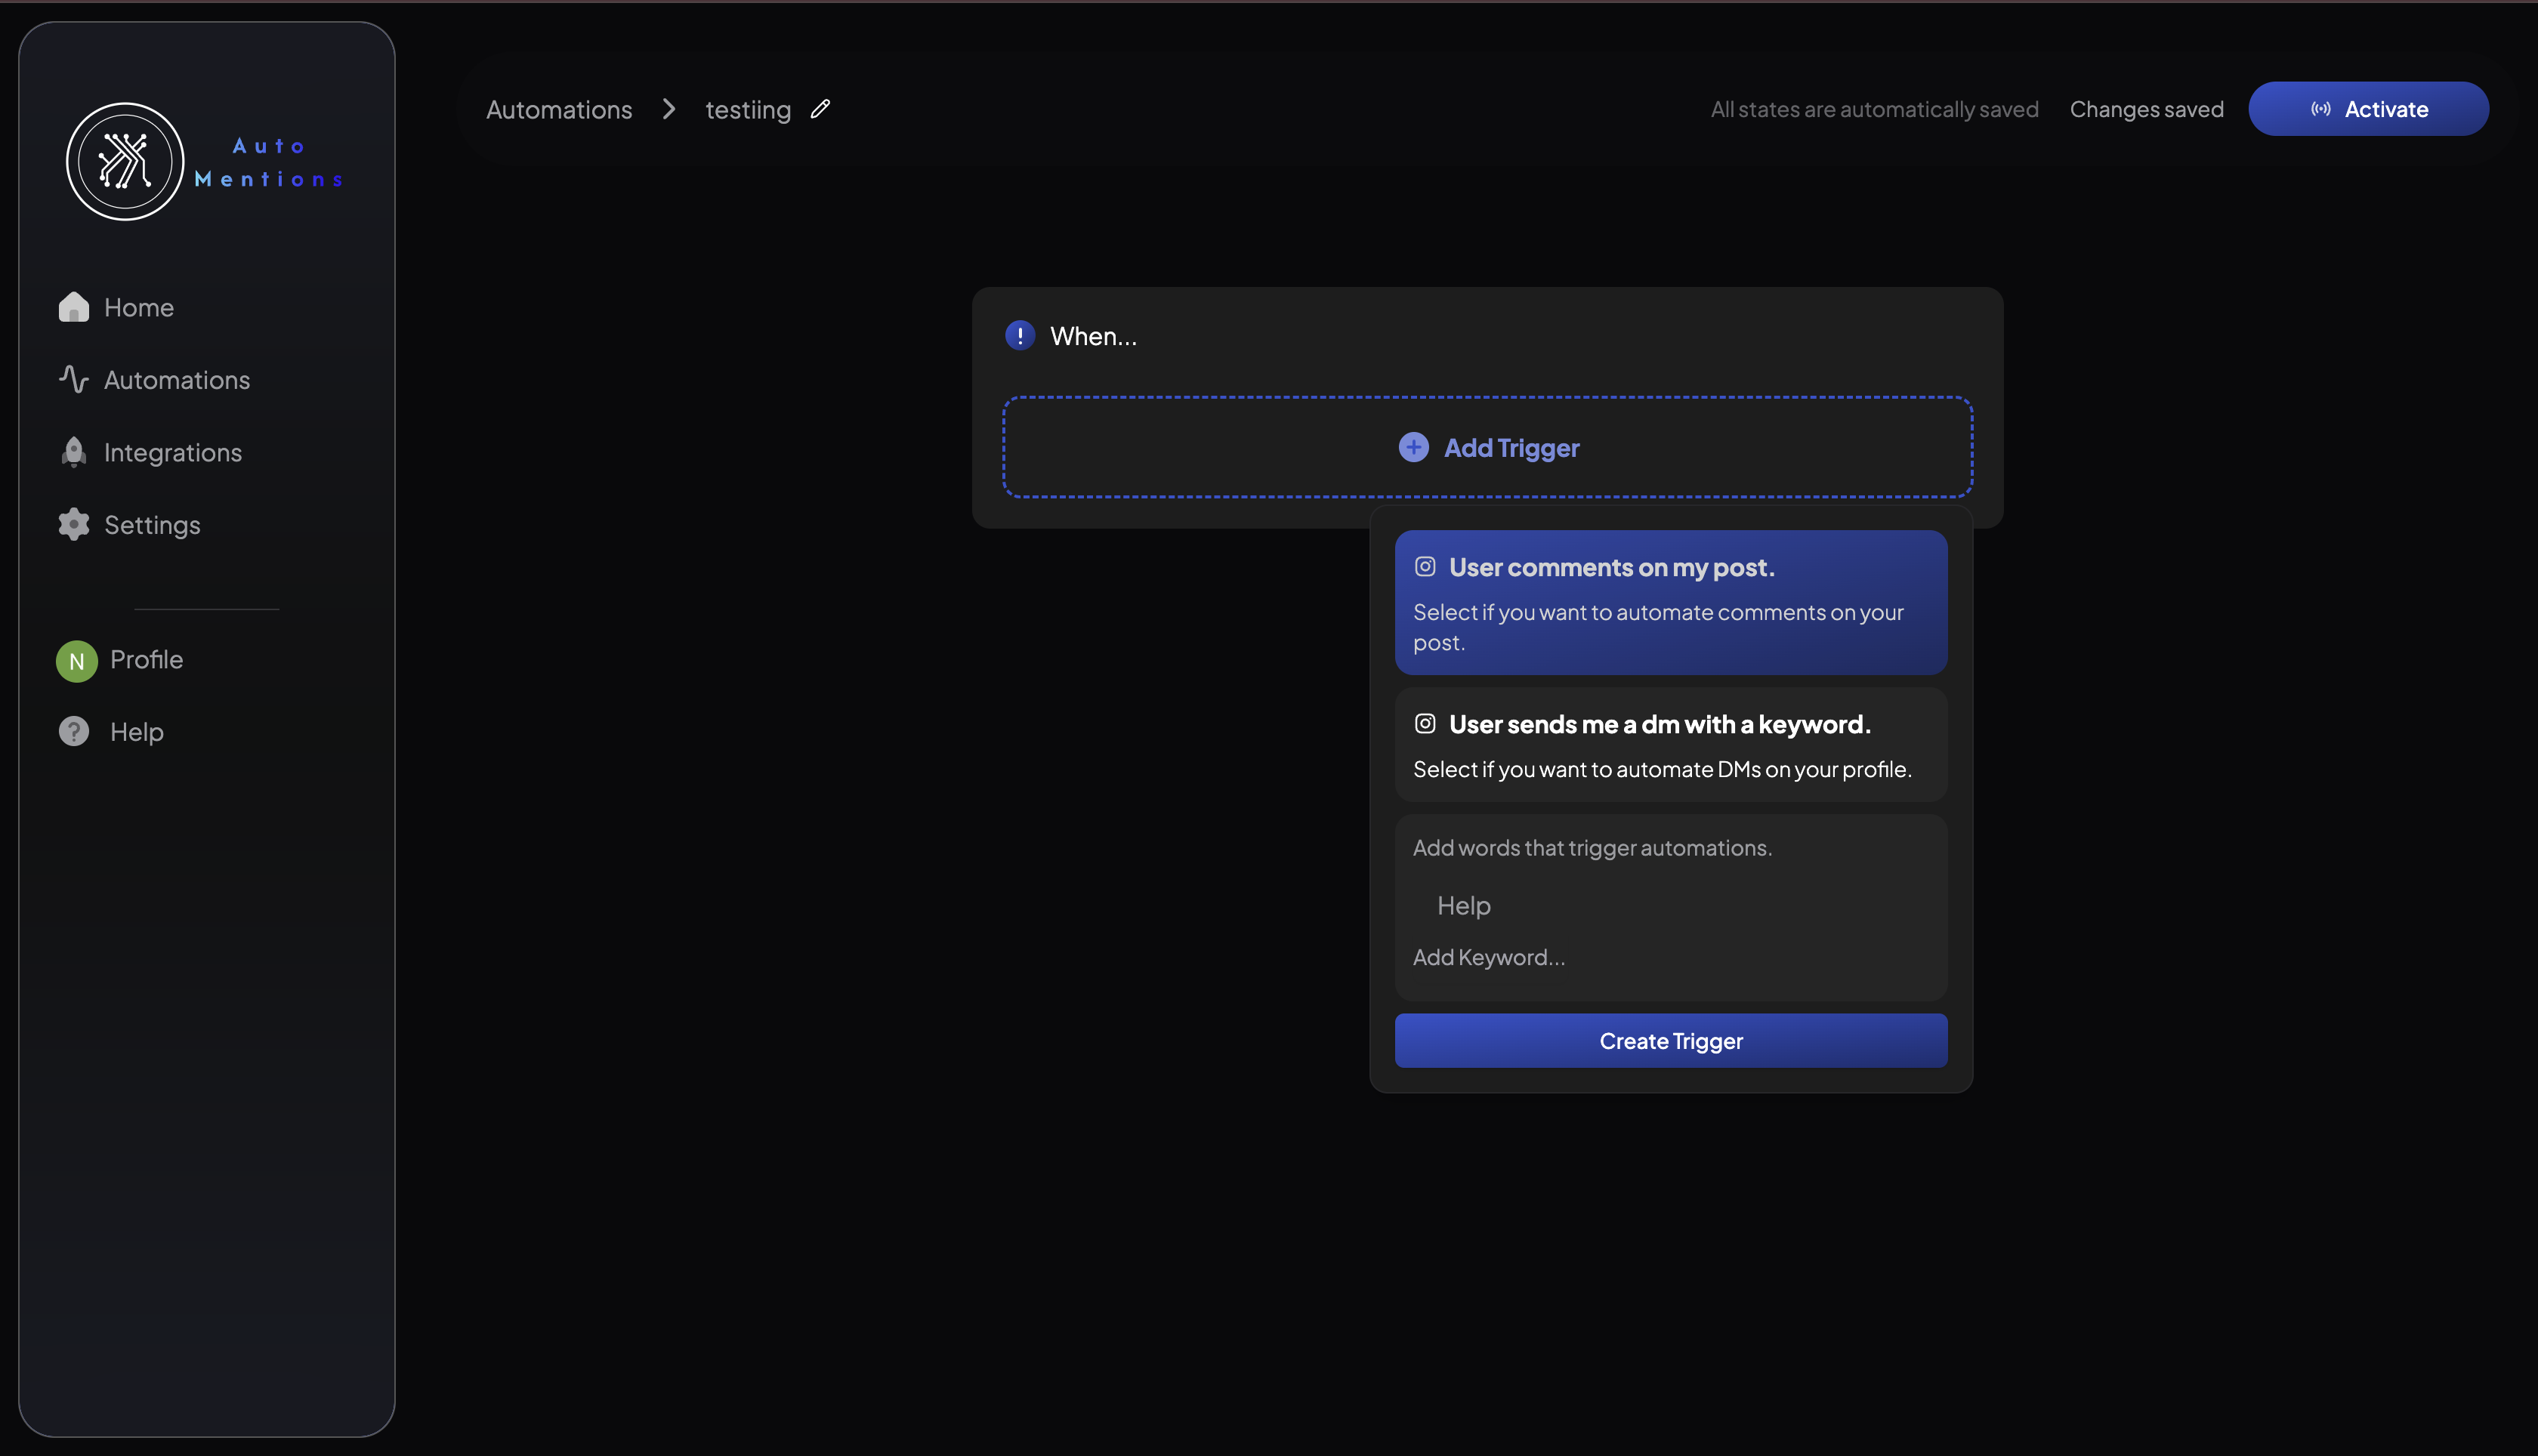 Auto
Mentions
Home
Automations
Integrations
Settings
N Profile
? Help
Automations > testiing
All states are automatically saved
Changes saved
Activate
! When...
+ Add Trigger
User comments on my post.
Select if you want to automate comments on your
post.
User sends me a dm with a keyword.
Select if you want to automate DMs on your profile.
Add words that trigger automations.
Help
Add Keyword...
Create Trigger